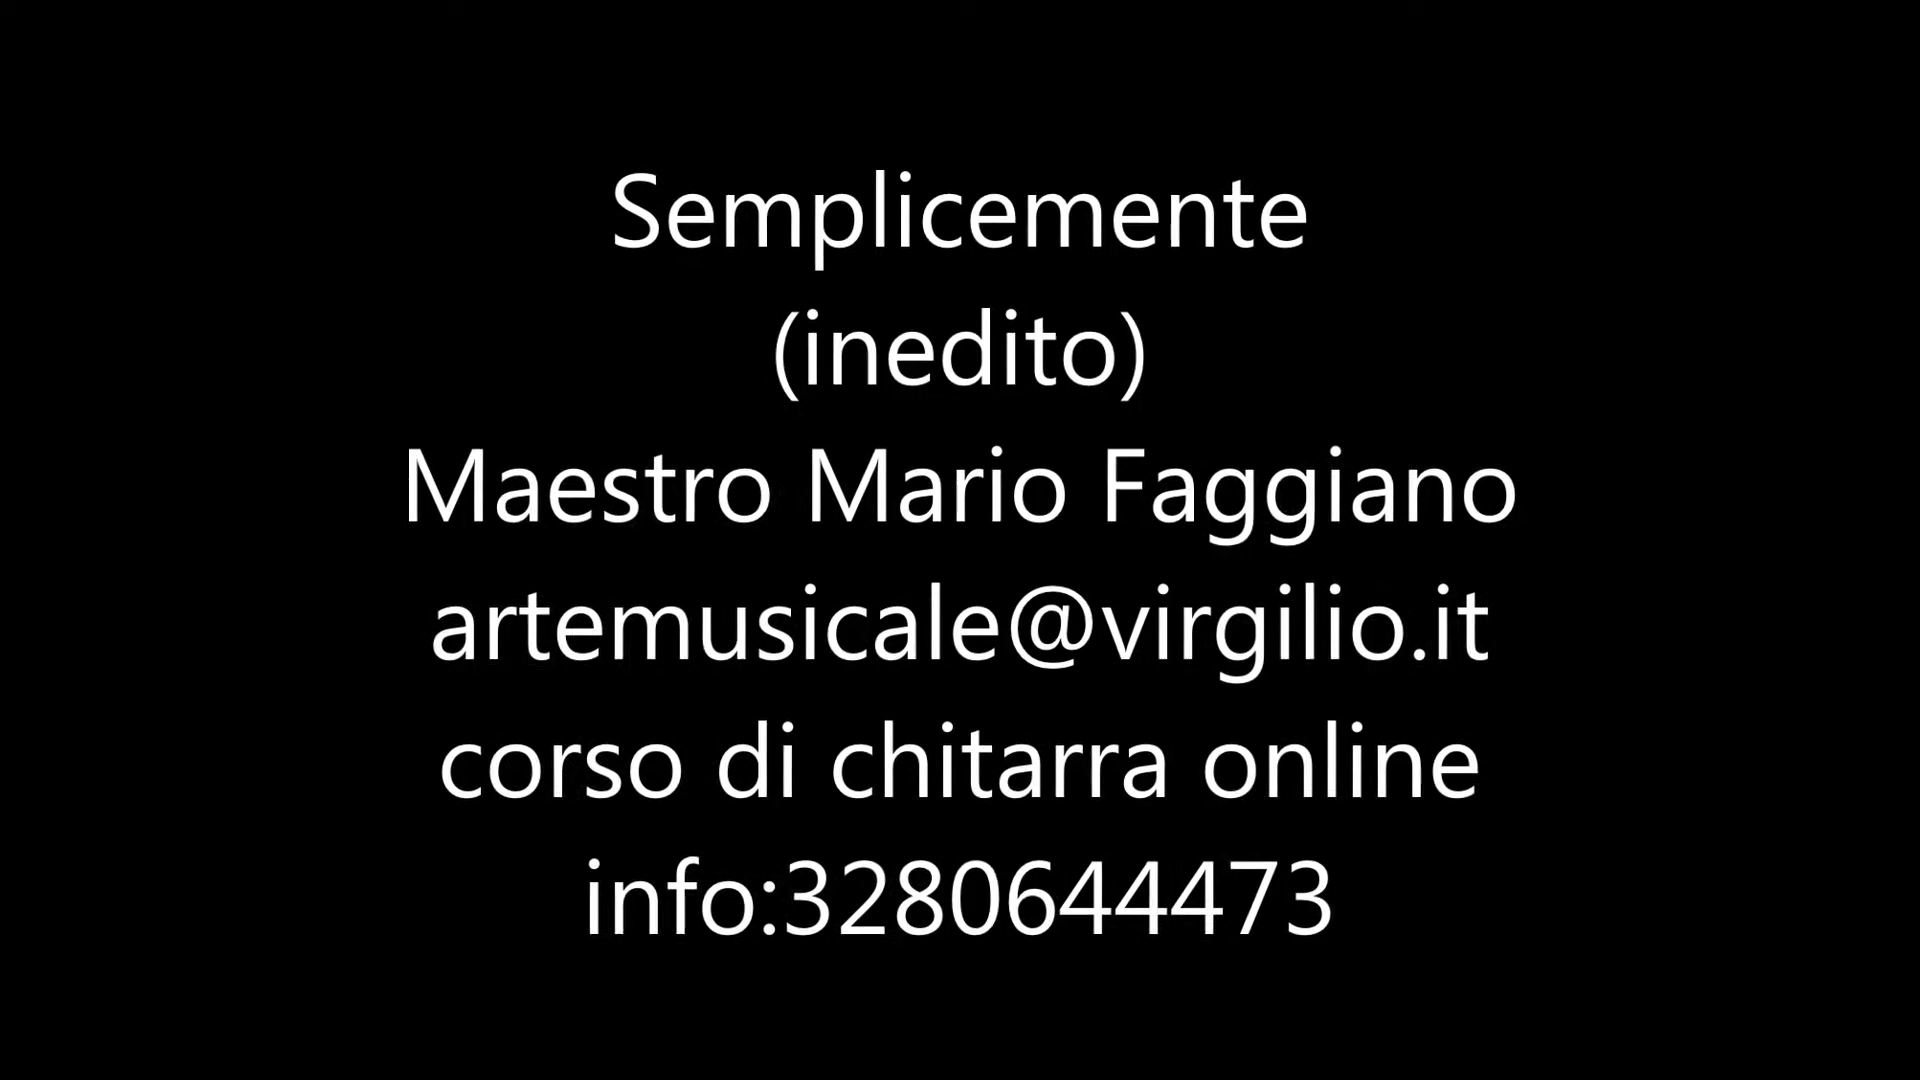 Semplicemente
(inedito)
Maestro Mario Faggiano
artemusicale@virgilio.it
corso di chitarra online
info:3280644473